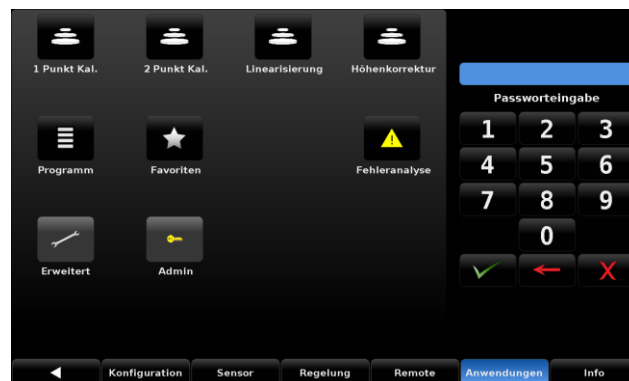 1 Punkt Kal.
2 Punkt Kal.
Linearisierung
Höhenkorrektur
Programm
Favoriten
Fehleranalyse
Erweitert
Admin
Passworteingabe
1 2 3
4 5 6
7 8 9
0
X
Konfiguration Sensor Regelung Remote Anwendungen Info